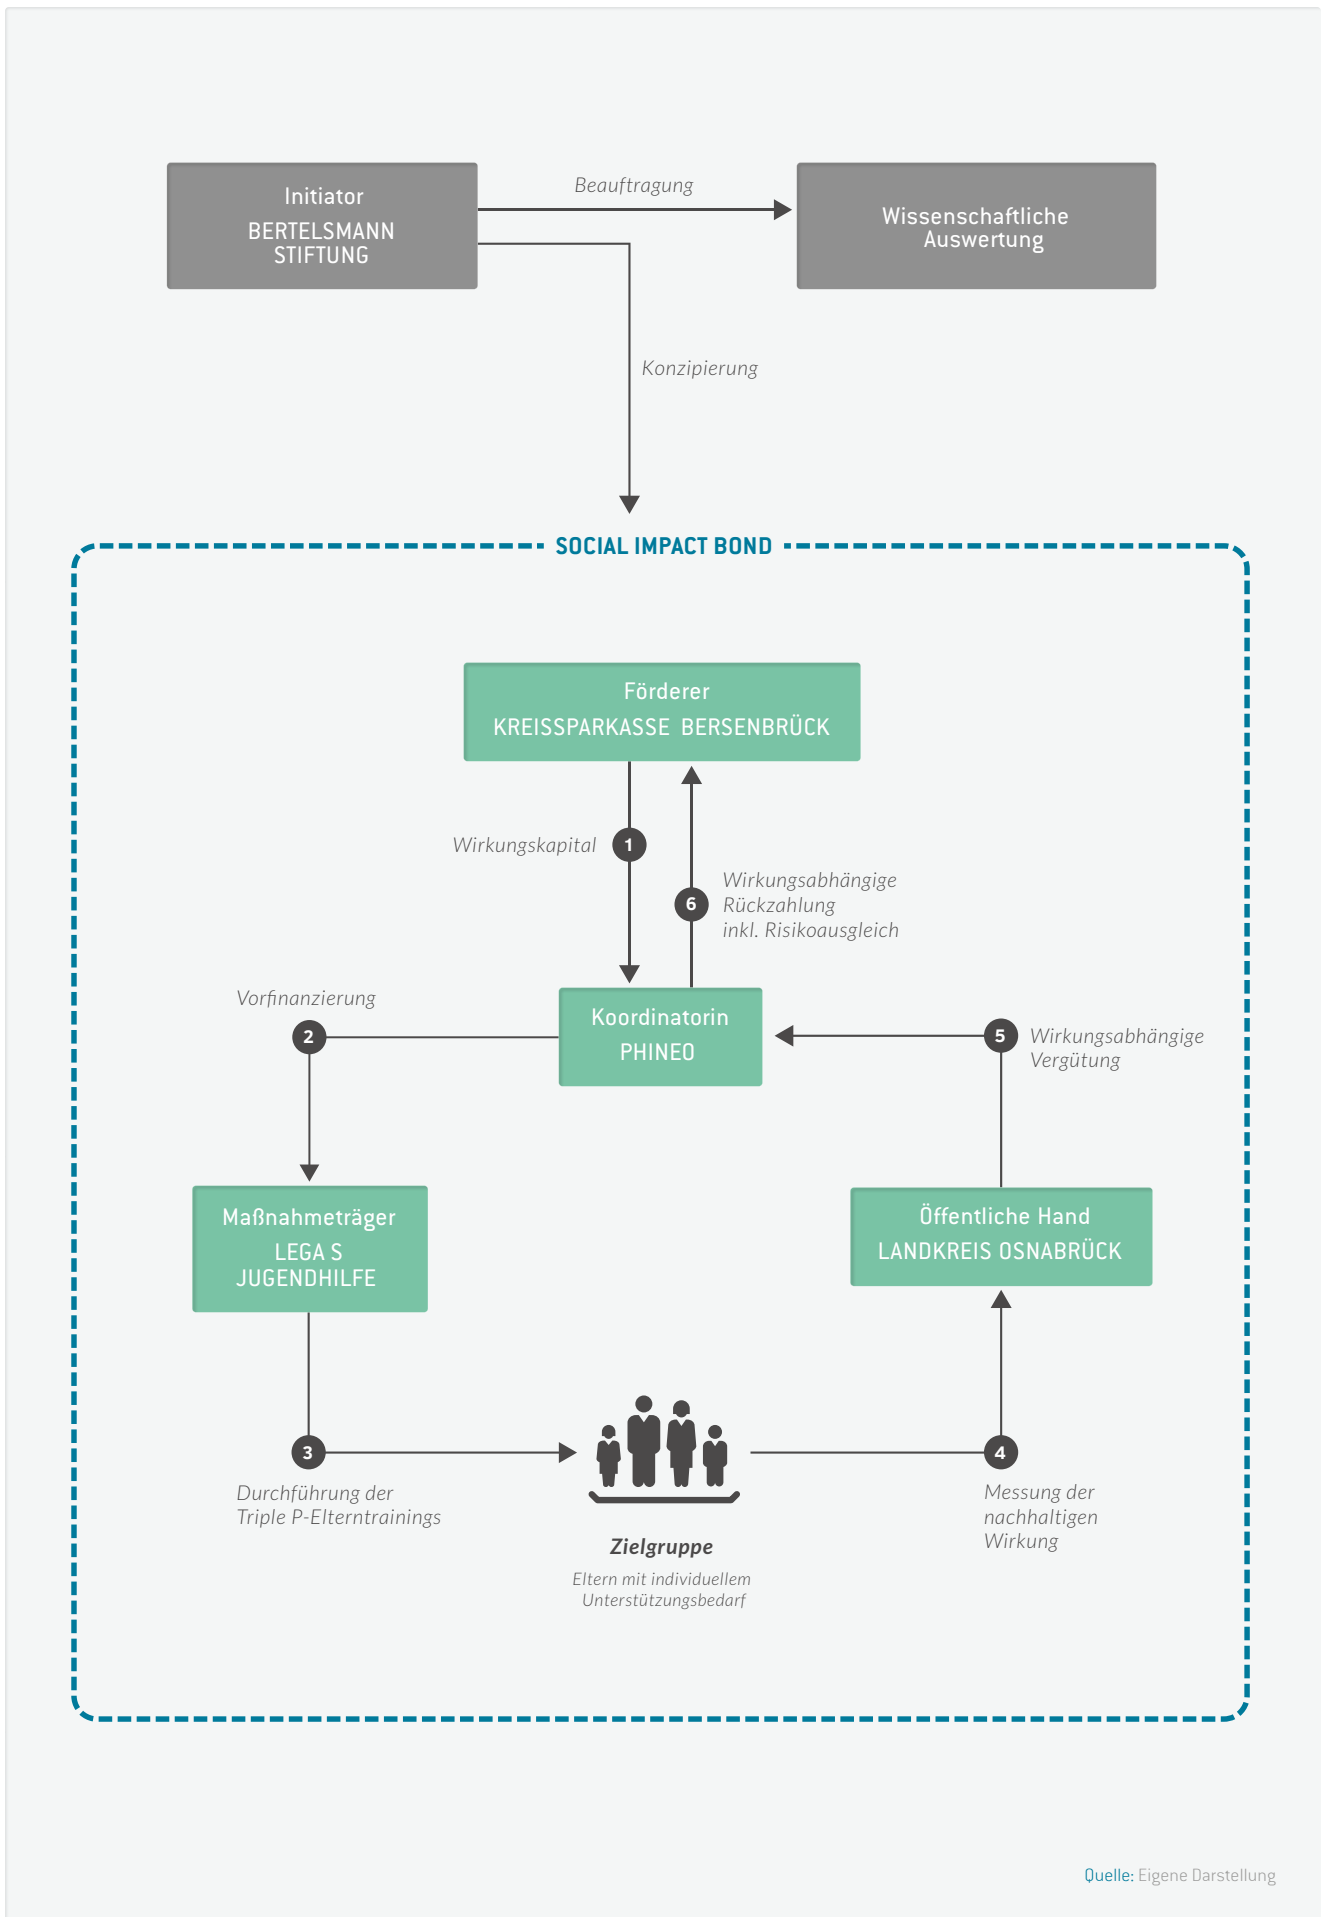 Initiator
BERTELSMANN
STIFTUNG
Beauftragung
Wissenschaftliche
Auswertung
Konzipierung
SOCIAL IMPACT BOND
Förderer
KREISSPARKASSE BERSENBRÜCK
Wirkungskapital
1
6
Wirkungsabhängige
Rückzahlung
inkl. Risikoausgleich
Koordinatorin
PHINEO
Vorfinanzierung
2
5
Wirkungsabhängige
Vergütung
Maßnahmeträger
LEGA S
JUGENDHILFE
Öffentliche Hand
LANDKREIS OSNABRÜCK
3
Durchführung der
Triple P-Elterntrainings
Zielgruppe
Eltern mit individuellem
Unterstützungsbedarf
4
Messung der
nachhaltigen
Wirkung
Quelle: Eigene Darstellung